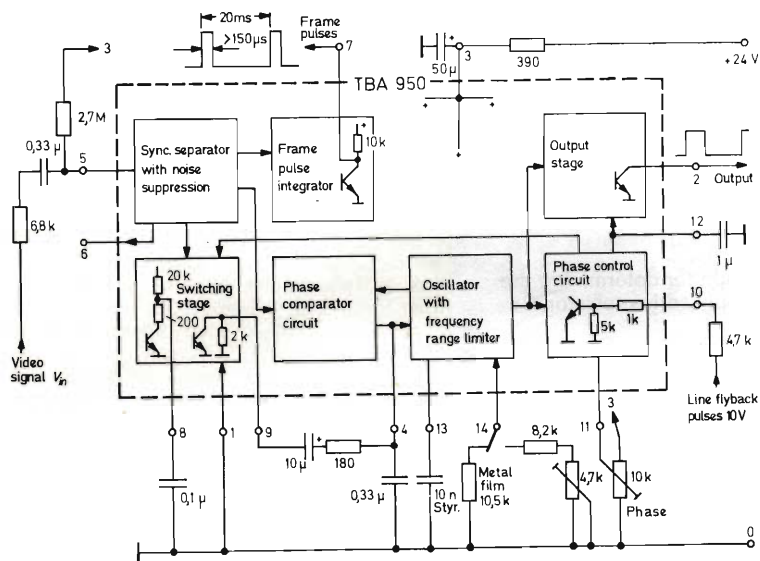 20ms
>150µs
Frame
pulses
7
3
3
50µ
+
390
+24 V
TBA 950
2,7M
0,33 µ
5
6,8k
6
Video
signal Vin
Sync. separator
with noise
suppression
Frame
pulse
integrator
+
10k
Output
stage
2
Output
12
1µ
20k
Switching
stage
200
2k
Phase
comparator
circuit
Oscillator
with
frequency
range limiter
Phase control
circuit
5k
1k
10
4,7k
Line flyback
pulses 10V
8
1
9
4
13
14
11
3
10µ
+
180
8,2k
0,1µ
0,33µ
10n
Styr.
Metal
film
10,5k
4,7k
10k
Phase
0